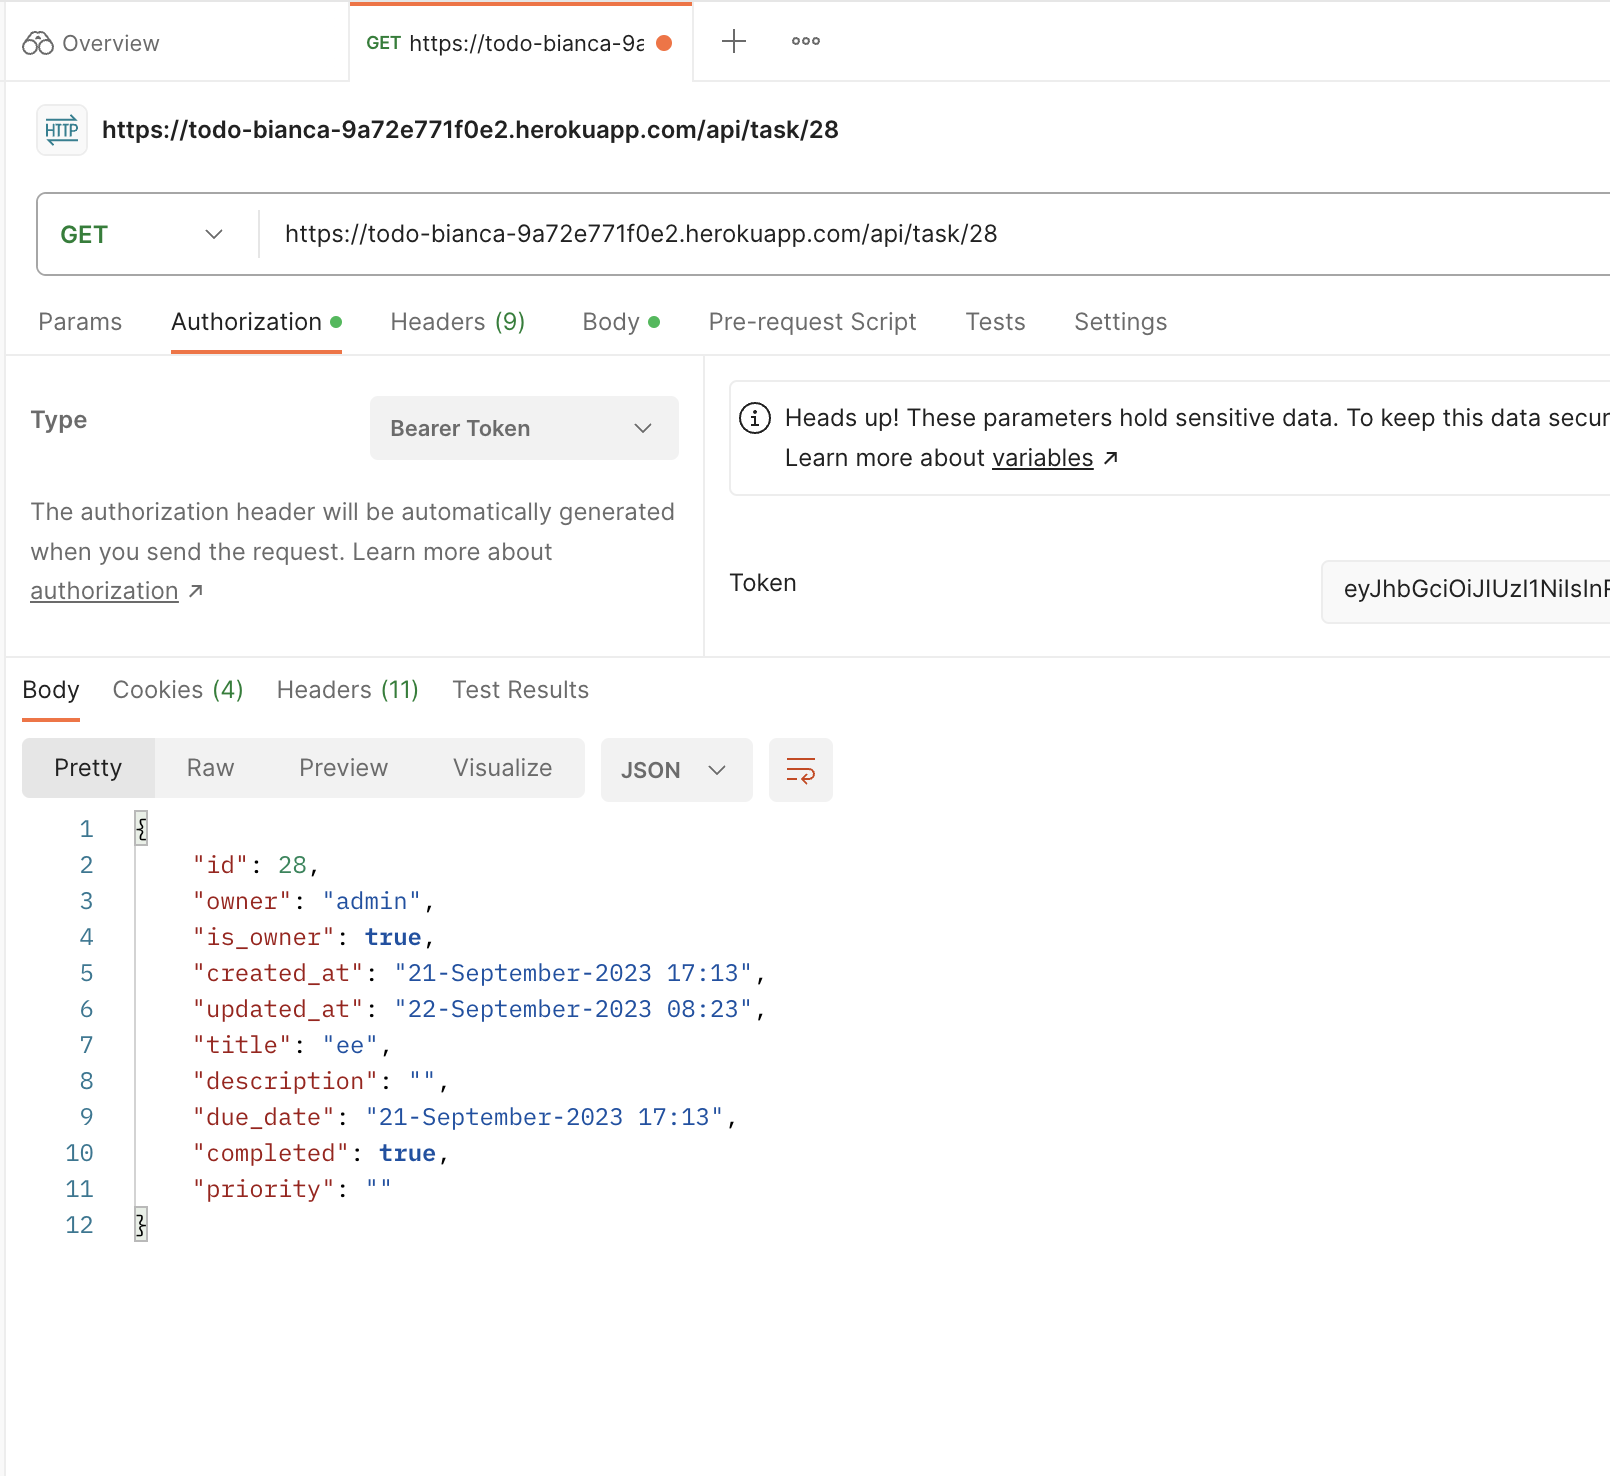 Overview
GET https://todo-bianca-9a
HTTP https://todo-bianca-9a72e771f0e2.herokuapp.com/api/task/28
GET https://todo-bianca-9a72e771f0e2.herokuapp.com/api/task/28
Params Authorization Headers (9) Body Pre-request Script Tests Settings
Type Bearer Token
The authorization header will be automatically generated
when you send the request. Learn more about
authorization ↗
Heads up! These parameters hold sensitive data. To keep this data secur
Learn more about variables ↗
Token eyJhbGciOiJIUzI1NiIsInR
Body Cookies (4) Headers (11) Test Results
Pretty Raw Preview Visualize JSON
1 {
2 "id": 28,
3 "owner": "admin",
4 "is_owner": true,
5 "created_at": "21-September-2023 17:13",
6 "updated_at": "22-September-2023 08:23",
7 "title": "ee",
8 "description": "",
9 "due_date": "21-September-2023 17:13",
10 "completed": true,
11 "priority": ""
12 }